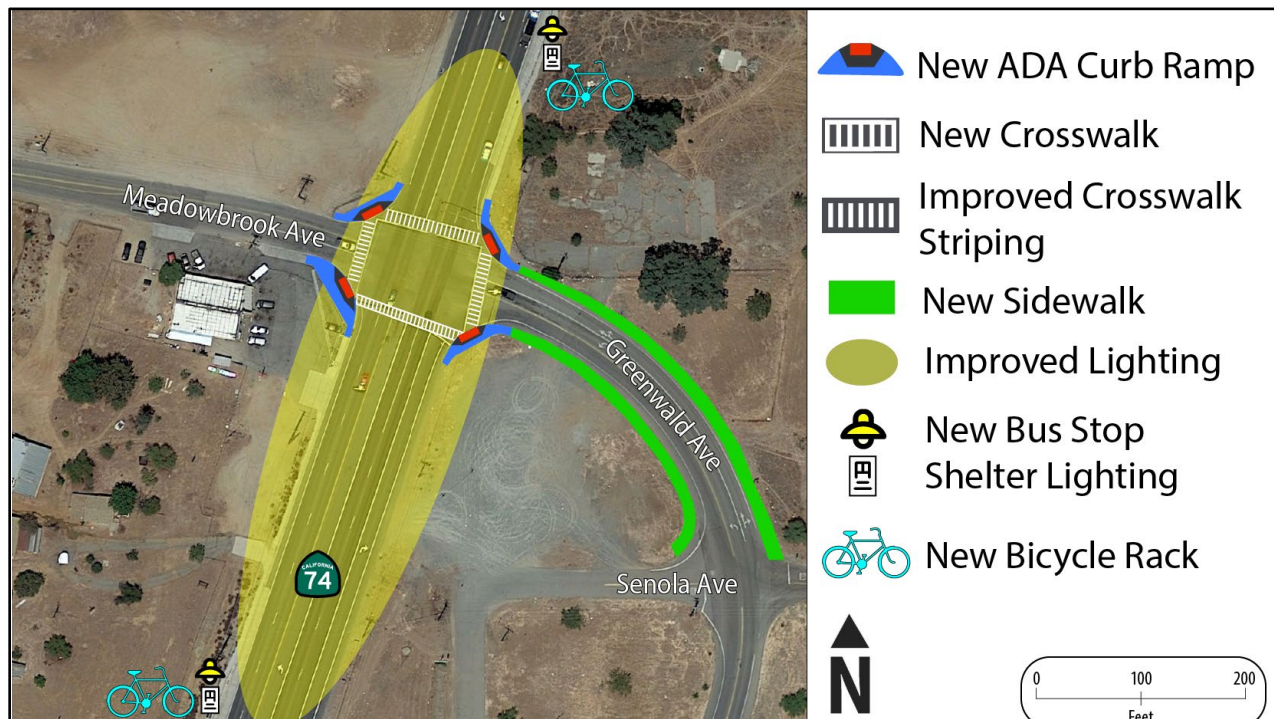 Meadowbrook Ave
Greenwald Ave
CALIFORNIA
74
Senola Ave
New ADA Curb Ramp
New Crosswalk
Improved Crosswalk
Striping
New Sidewalk
Improved Lighting
New Bus Stop
Shelter Lighting
New Bicycle Rack
N
0 100 200
Feet